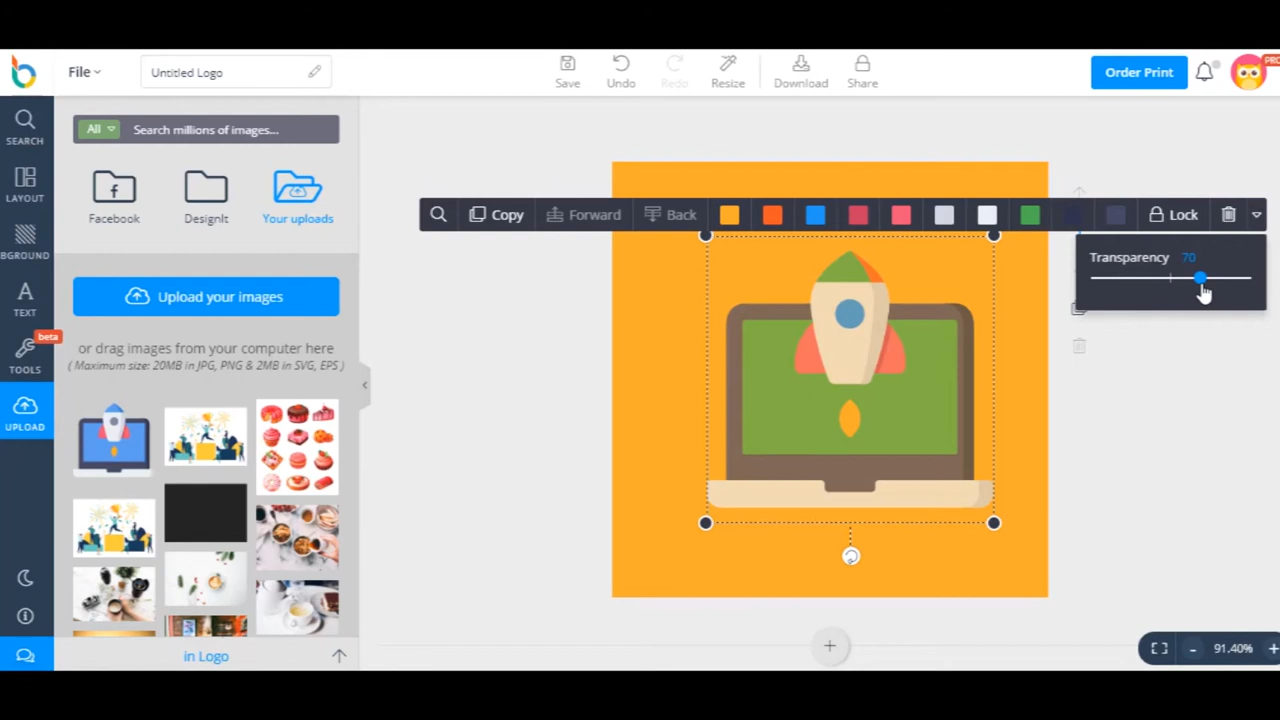 File
Untitled Logo
Save
Undo
Redo
Resize
Download
Share
Order Print
PRO
SEARCH
LAYOUT
BGROUND
TEXT
beta
TOOLS
UPLOAD
All
Search millions of images...
Facebook
DesignIt
Your uploads
Upload your images
or drag images from your computer here
( Maximum size: 20MB in JPG, PNG & 2MB in SVG, EPS )
in Logo
Copy
Forward
Back
Lock
Transparency 70
- 91.40% +